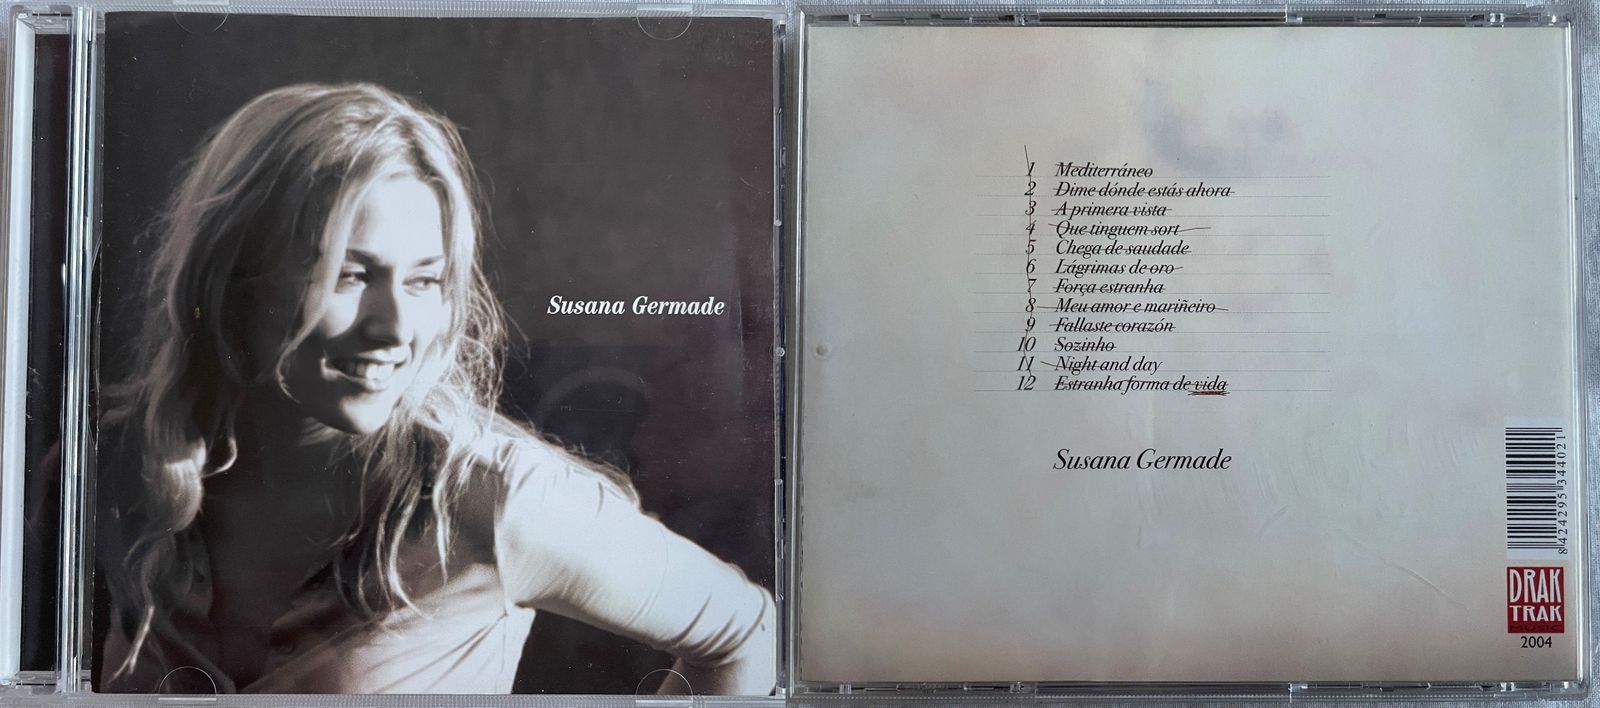 Susana Germade
1 Mediterráneo
2 Dime dónde estás ahora
3 A primera vista
4 Que tinguem sort
5 Chega de saudade
6 Lágrimas de oro
7 Força estranha
8 Meu amor e mariñeiro
9 Fallaste corazón
10 Sozinho
11 Night and day
12 Estranha forma de vida
Susana Germade
8 424295 344021
DRAK
TRAK
MUSIC
2004